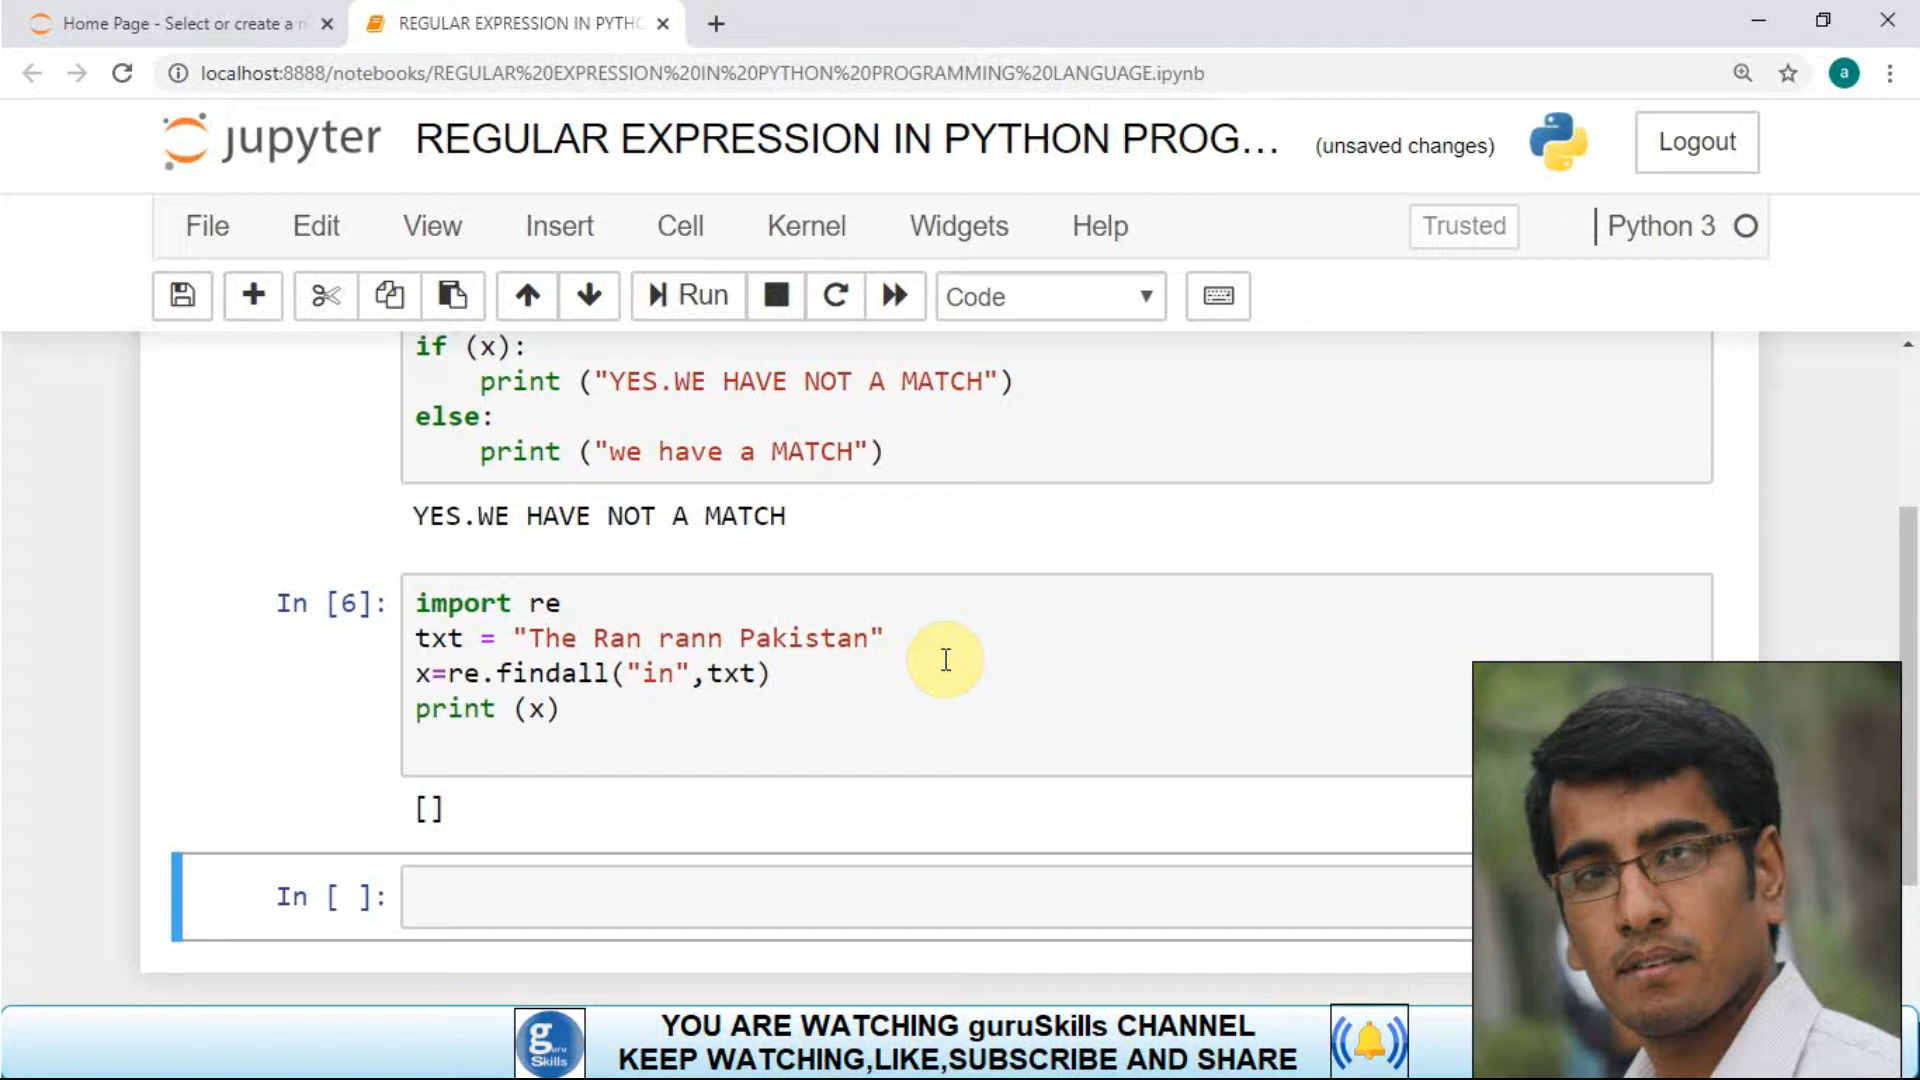 Home Page - Select or create a n
REGULAR EXPRESSION IN PYTHO
localhost:8888/notebooks/REGULAR%20EXPRESSION%20IN%20PYTHON%20PROGRAMMING%20LANGUAGE.ipynb
a
jupyter REGULAR EXPRESSION IN PYTHON PROG... (unsaved changes)
Logout
File Edit View Insert Cell Kernel Widgets Help Trusted Python 3
Run Code
if (x):
    print ("YES.WE HAVE NOT A MATCH")
else:
    print ("we have a MATCH")
YES.WE HAVE NOT A MATCH
In [6]:
import re
txt = "The Ran rann Pakistan"
x=re.findall("in",txt)
print (x)
[]
In [ ]:
g uru Skills
YOU ARE WATCHING guruSkills CHANNEL
KEEP WATCHING,LIKE,SUBSCRIBE AND SHARE